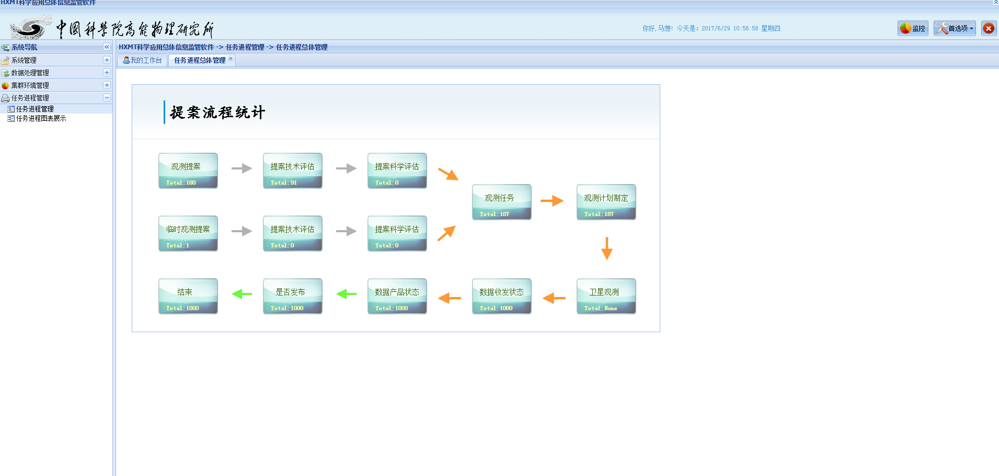 HXMT科学应用总体信息监管软件
中国科学院高能物理研究所
你好,马想! 今天是: 2017/6/29 10:56:58 星期四
监控
首选项
系统导航
HXMT科学应用总体信息监管软件 -> 任务进程管理 -> 任务进程总体管理
系统管理
我的工作台
任务进程总体管理
数据处理管理
集群环境管理
任务进程管理
任务进程管理
任务进程图表展示
提案流程统计
观测提案
Total:180
提案技术评估
Total:91
提案科学评估
Total:0
观测任务
Total:187
观测计划制定
Total:187
临时观测提案
Total:1
提案技术评估
Total:0
提案科学评估
Total:0
结束
Total:1000
是否发布
Total:1000
数据产品状态
Total:1000
数据收发状态
Total:1000
卫星观测
Total:None